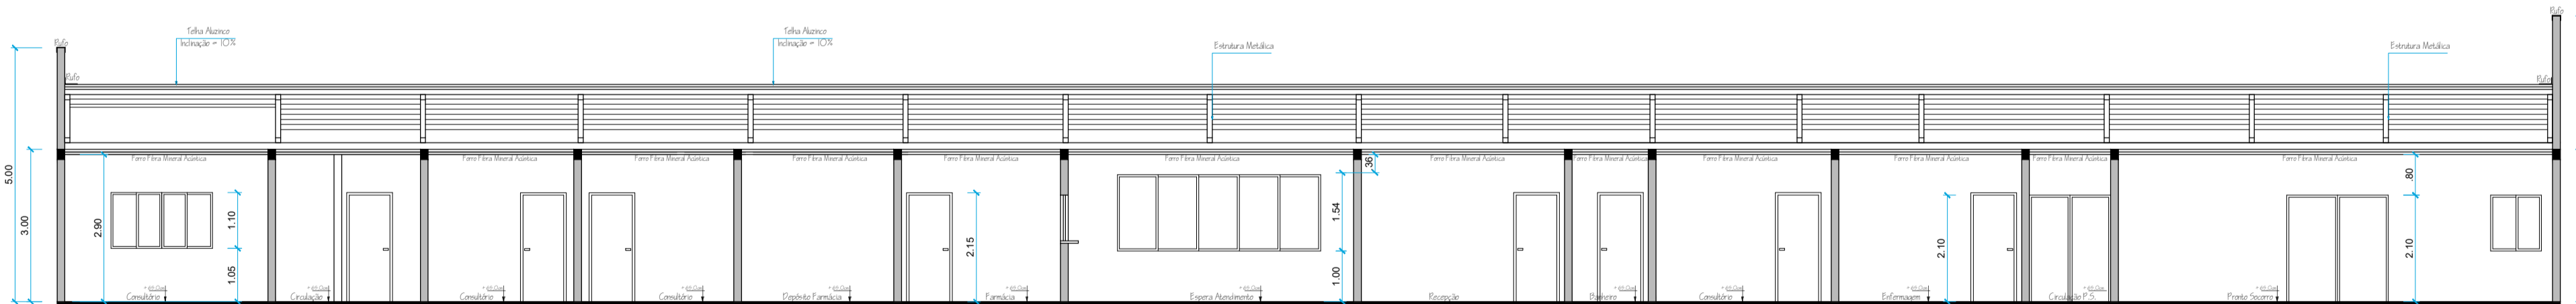 Rufo
Telha Aluzinco
Inclinação = 10%
Telha Aluzinco
Inclinação = 10%
Estrutura Metálica
Estrutura Metálica
Rufo
Rufo
Rufo
Forro Fibra Mineral Acústica
Forro Fibra Mineral Acústica
Forro Fibra Mineral Acústica
Forro Fibra Mineral Acústica
Forro Fibra Mineral Acústica
Forro Fibra Mineral Acústica
Forro Fibra Mineral Acústica
Forro Fibra Mineral Acústica
Forro Fibra Mineral Acústica
Forro Fibra Mineral Acústica
Forro Fibra Mineral Acústica
Forro Fibra Mineral Acústica
5.00
3.00
2.90
1.10
1.05
2.15
36
1.54
1.00
2.10
.80
2.10
Consultório
Circulação
Consultório
Consultório
Depósito Farmácia
Farmácia
Espera Atendimento
Recepção
Banheiro
Consultório
Enfermagem
Circulação P.S.
Pronto Socorro